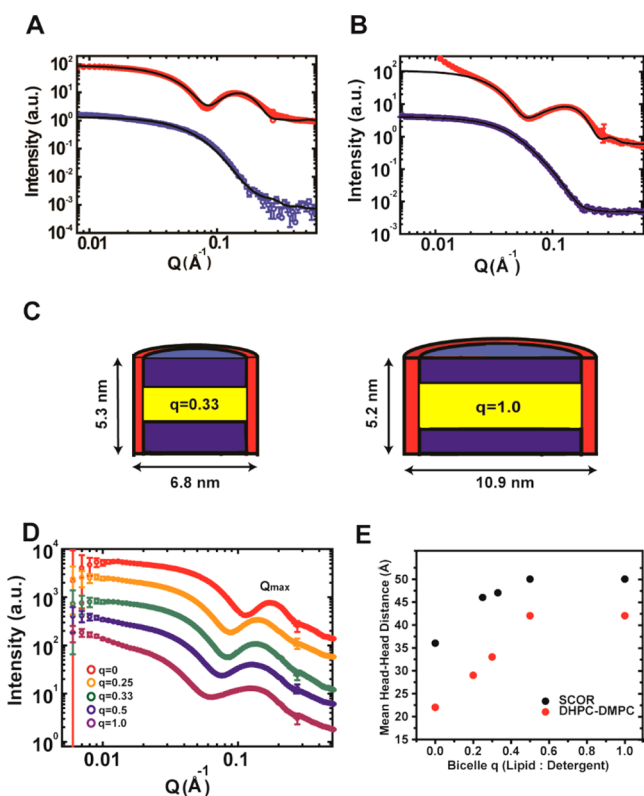 A
B
Intensity (a.u.)
10² 10¹ 10⁰ 10⁻¹ 10⁻² 10⁻³ 10⁻⁴
0.01 0.1
Q(Å⁻¹)
Intensity (a.u.)
10³ 10² 10¹ 10⁰ 10⁻¹ 10⁻² 10⁻³
0.01 0.1
Q(Å⁻¹)
C
5.3 nm
q=0.33
6.8 nm
5.2 nm
q=1.0
10.9 nm
D
Intensity (a.u.)
10⁴ 10³ 10² 10¹ 10⁰
Qmax
q=0
q=0.25
q=0.33
q=0.5
q=1.0
0.01 0.1
Q(Å⁻¹)
E
Mean Head-Head Distance (Å)
50 45 40 35 30 25 20 15
SCOR
DHPC-DMPC
0.0 0.2 0.4 0.6 0.8 1.0
Bicelle q (Lipid : Detergent)